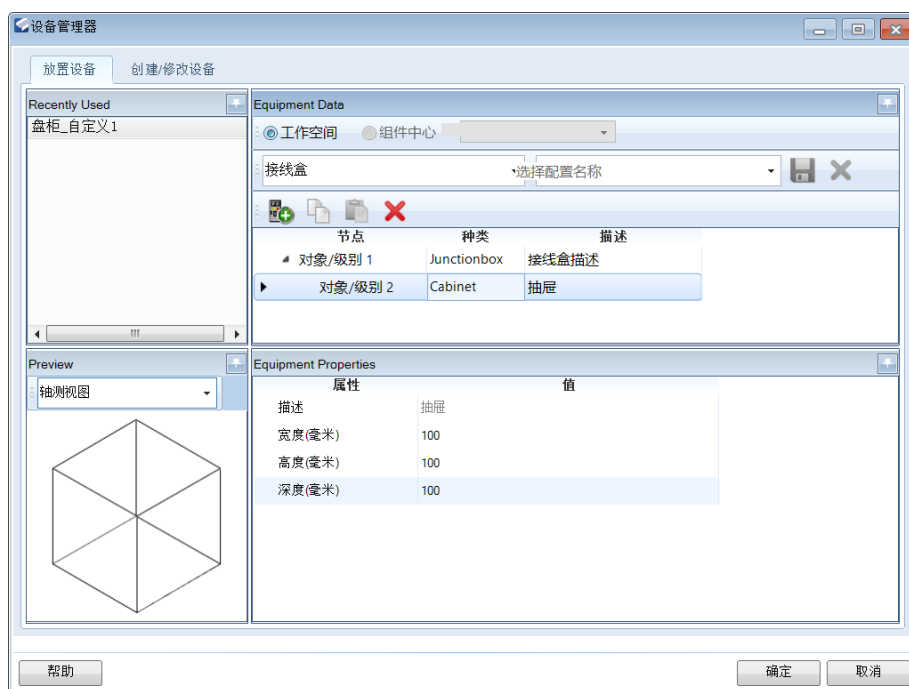 设备管理器
放置设备 创建/修改设备
Recently Used
盘柜_自定义1
Equipment Data
工作空间 组件中心
接线盒 选择配置名称
节点 种类 描述
对象/级别 1 Junctionbox 接线盒描述
对象/级别 2 Cabinet 抽屉
Preview
轴测视图
Equipment Properties
属性 值
描述 抽屉
宽度(毫米) 100
高度(毫米) 100
深度(毫米) 100
帮助 确定 取消